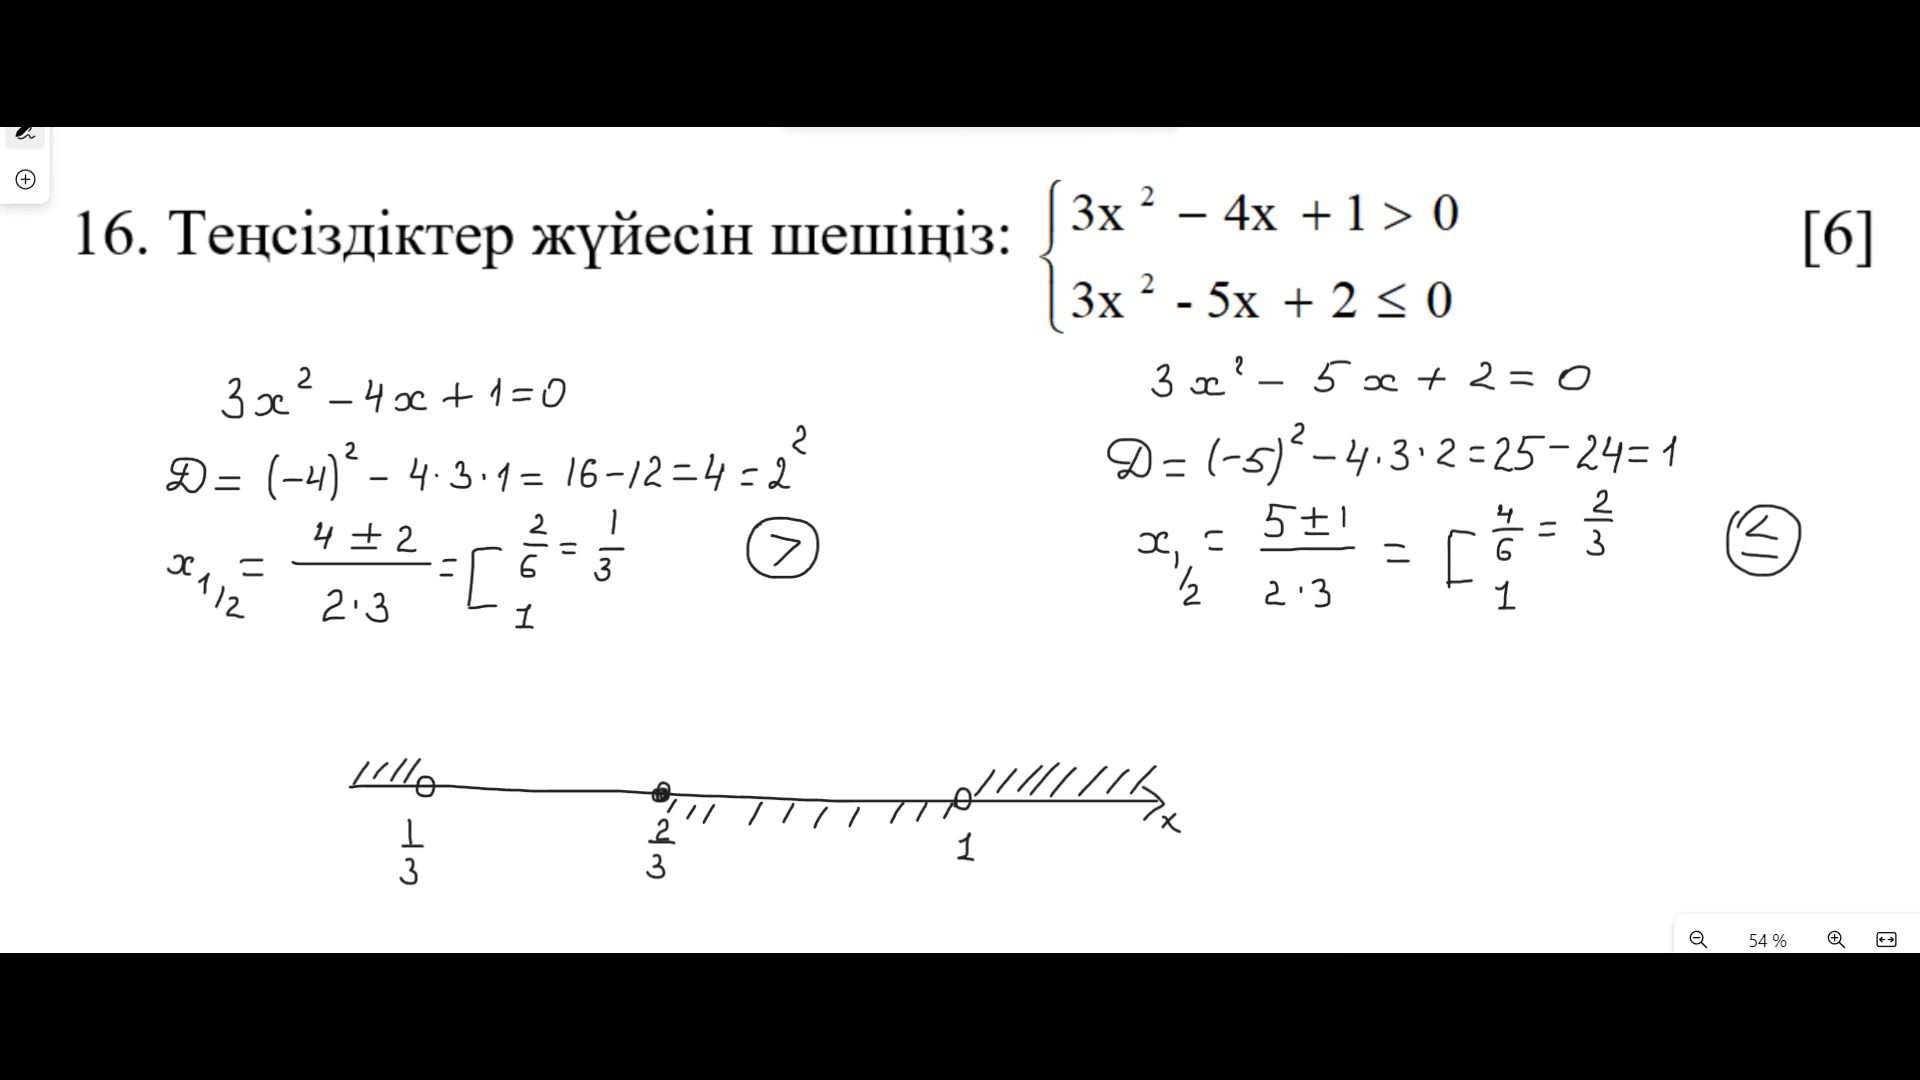 16. Теңсіздіктер жүйесін шешіңіз: { 3x² − 4x + 1 > 0 [6]
3x² - 5x + 2 ≤ 0
3x² − 4x + 1 = 0
D = (−4)² − 4·3·1 = 16−12 = 4 = 2²
x₁/₂ = (4 ± 2)/(2·3) = [ 2/6 = 1/3
1
>
3x² − 5x + 2 = 0
D = (−5)² − 4·3·2 = 25 − 24 = 1
x₁/₂ = (5 ± 1)/(2·3) = [ 4/6 = 2/3
1
≤
1/3 2/3 1 x
54 %